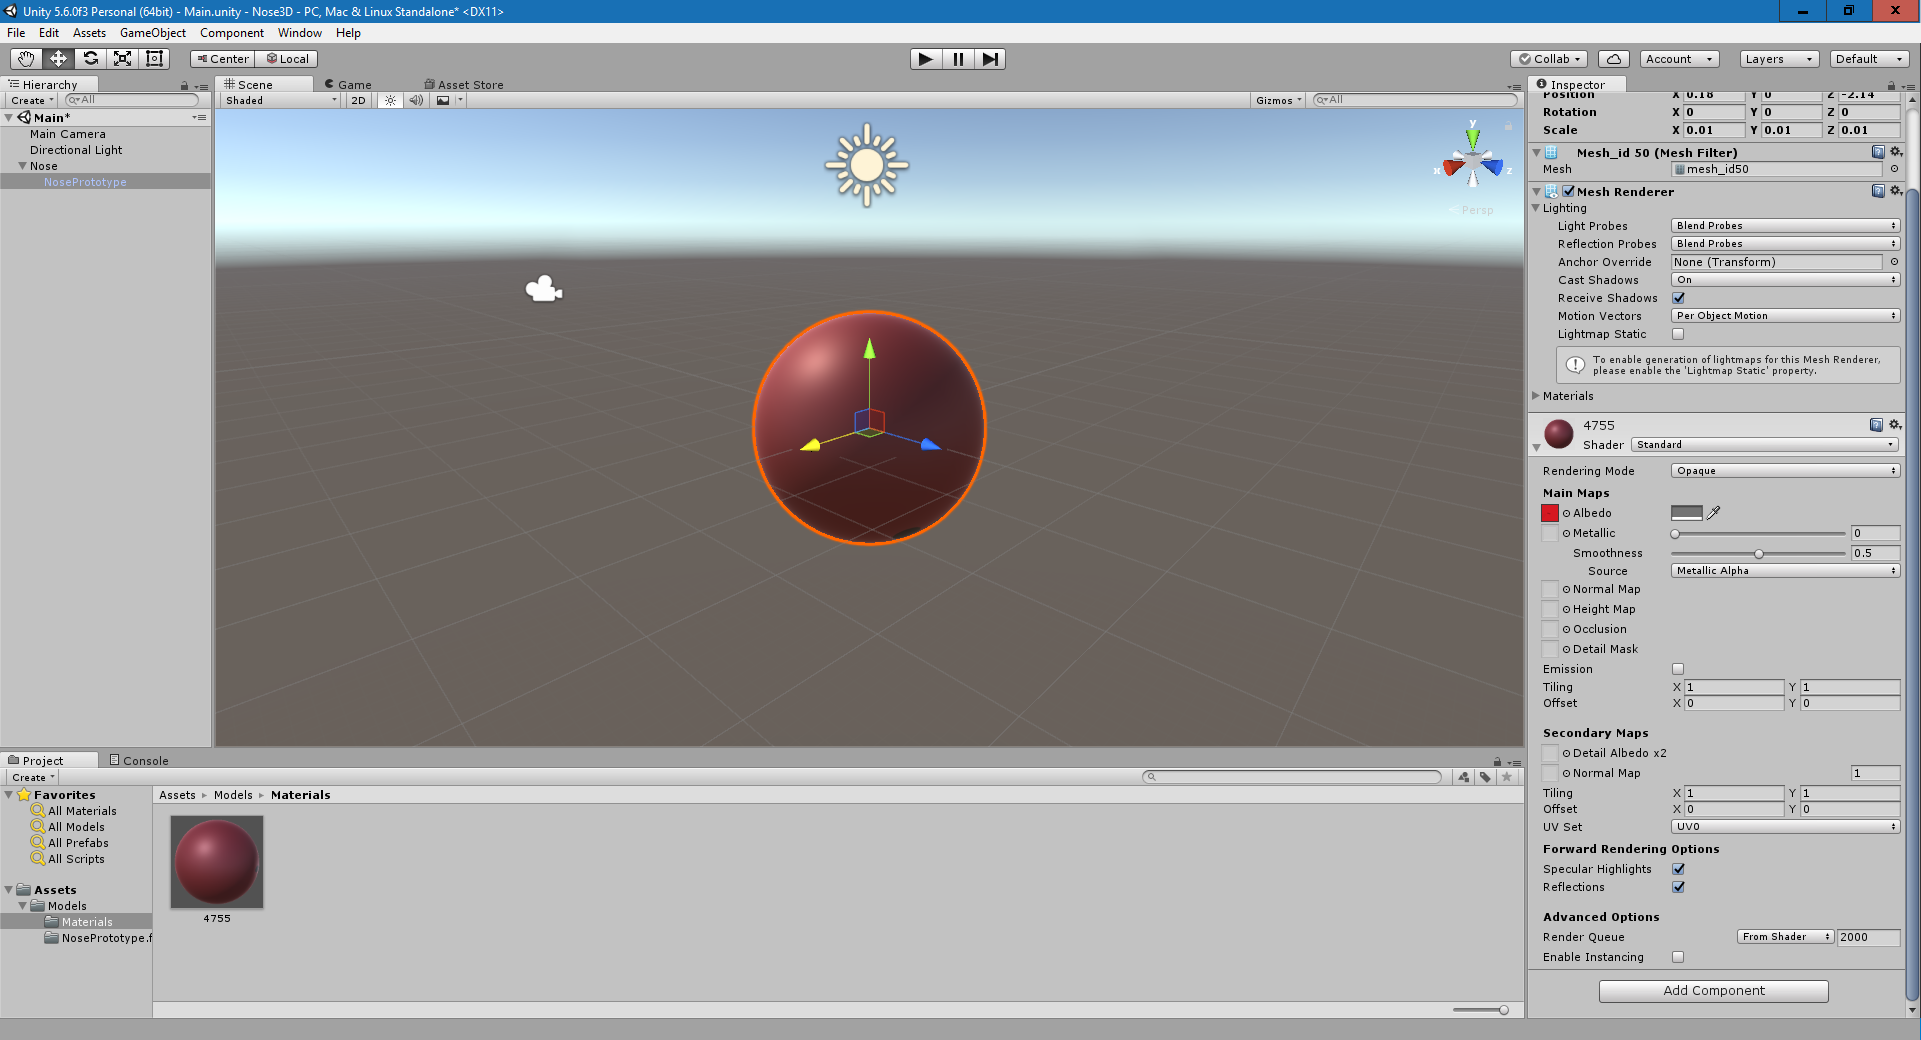 Unity 5.6.0f3 Personal (64bit) - Main.unity - Nose3D - PC, Mac & Linux Standalone* <DX11>
File Edit Assets GameObject Component Window Help
Center Local Collab Account Layers Default
Hierarchy
Create All
Main*
Main Camera
Directional Light
Nose
NosePrototype
Scene Game Asset Store
Shaded 2D Gizmos All
y
x z
Persp
Inspector
Position X 0.18 Y 0 Z -2.14
Rotation X 0 Y 0 Z 0
Scale X 0.01 Y 0.01 Z 0.01
Mesh_id 50 (Mesh Filter)
Mesh mesh_id50
Mesh Renderer
Lighting
Light Probes Blend Probes
Reflection Probes Blend Probes
Anchor Override None (Transform)
Cast Shadows On
Receive Shadows
Motion Vectors Per Object Motion
Lightmap Static
To enable generation of lightmaps for this Mesh Renderer,
please enable the 'Lightmap Static' property.
Materials
4755
Shader Standard
Rendering Mode Opaque
Main Maps
Albedo
Metallic 0
Smoothness 0.5
Source Metallic Alpha
Normal Map
Height Map
Occlusion
Detail Mask
Emission
Tiling X 1 Y 1
Offset X 0 Y 0
Secondary Maps
Detail Albedo x2
Normal Map 1
Tiling X 1 Y 1
Offset X 0 Y 0
UV Set UV0
Forward Rendering Options
Specular Highlights
Reflections
Advanced Options
Render Queue From Shader 2000
Enable Instancing
Add Component
Project Console
Create
Favorites
All Materials
All Models
All Prefabs
All Scripts
Assets
Models
Materials
NosePrototype.f
Assets ▸ Models ▸ Materials
4755